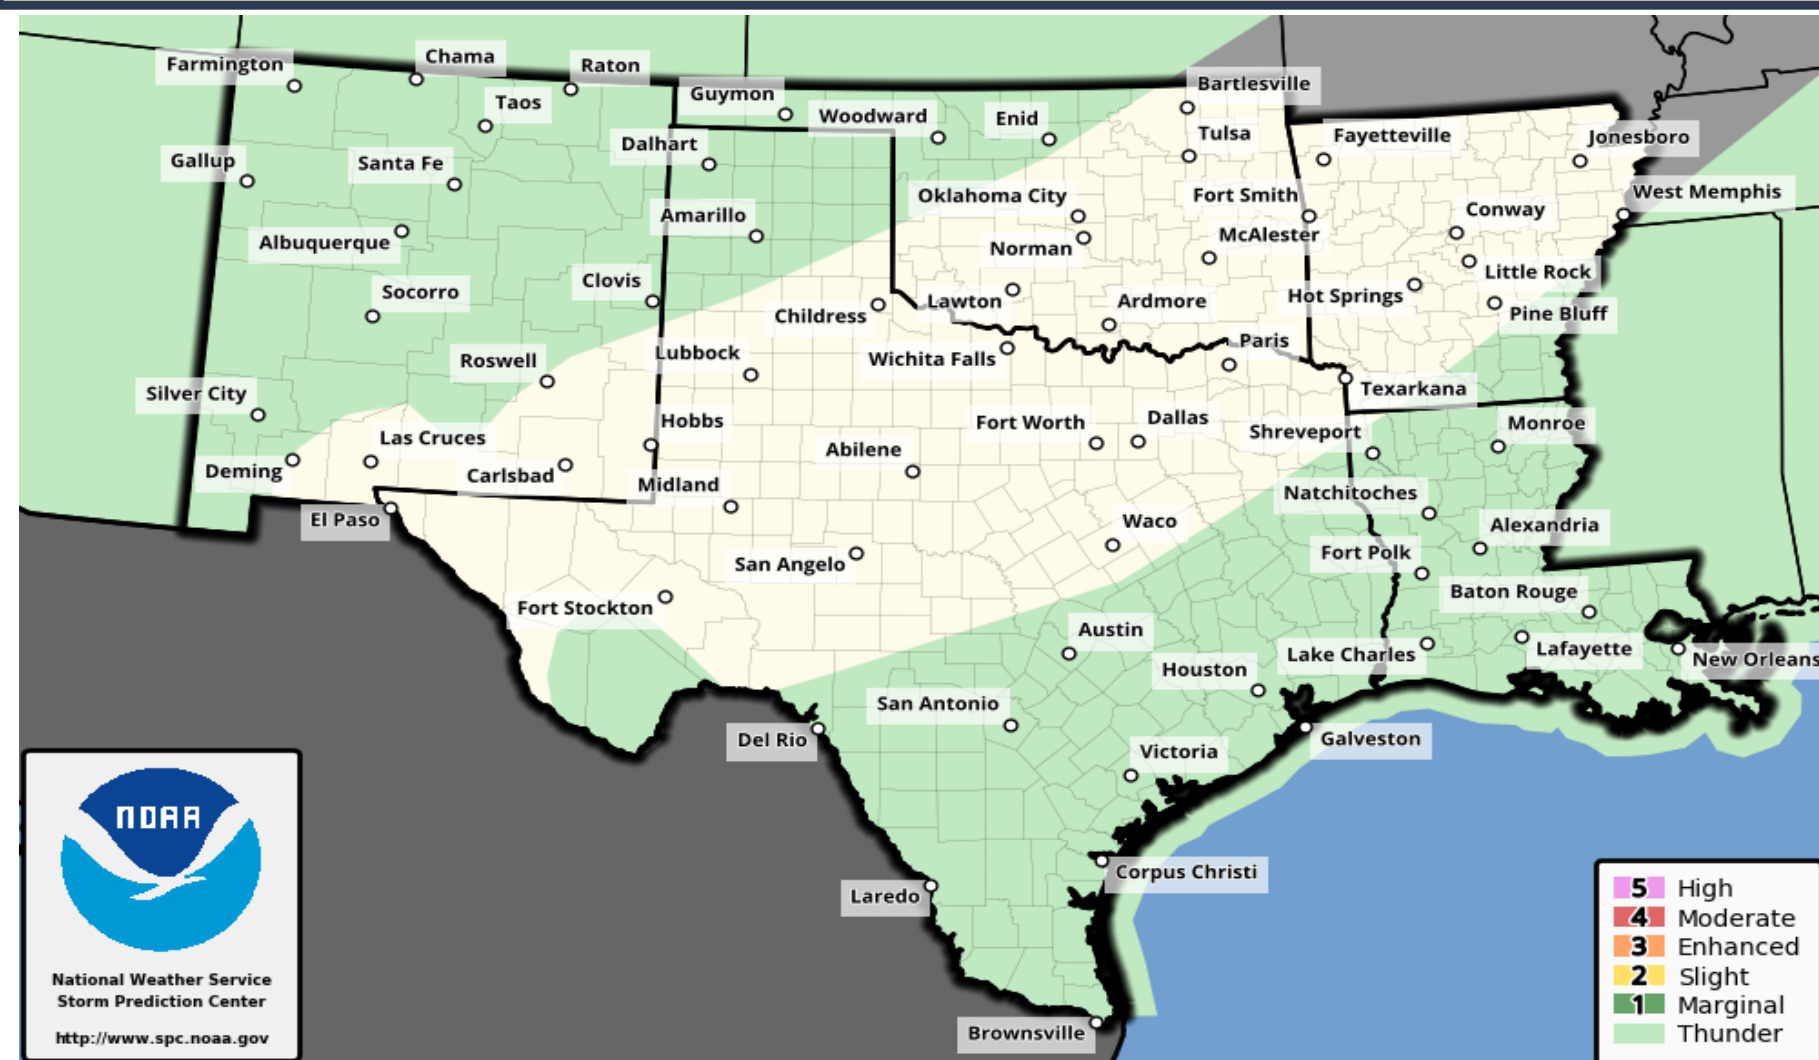 Farmington
Chama
Raton
Taos
Guymon
Woodward
Enid
Bartlesville
Tulsa
Fayetteville
Jonesboro
Gallup
Santa Fe
Dalhart
Amarillo
Oklahoma City
Fort Smith
West Memphis
Albuquerque
Norman
McAlester
Conway
Socorro
Clovis
Childress
Lawton
Ardmore
Hot Springs
Little Rock
Pine Bluff
Roswell
Lubbock
Wichita Falls
Paris
Texarkana
Silver City
Las Cruces
Hobbs
Abilene
Fort Worth
Dallas
Shreveport
Monroe
Deming
Carlsbad
Midland
Natchitoches
El Paso
San Angelo
Waco
Alexandria
Fort Polk
Fort Stockton
Austin
Baton Rouge
Houston
Lake Charles
Lafayette
New Orleans
San Antonio
Del Rio
Victoria
Galveston
Laredo
Corpus Christi
Brownsville
NOAA
National Weather Service
Storm Prediction Center
http://www.spc.noaa.gov
5 High
4 Moderate
3 Enhanced
2 Slight
1 Marginal
Thunder